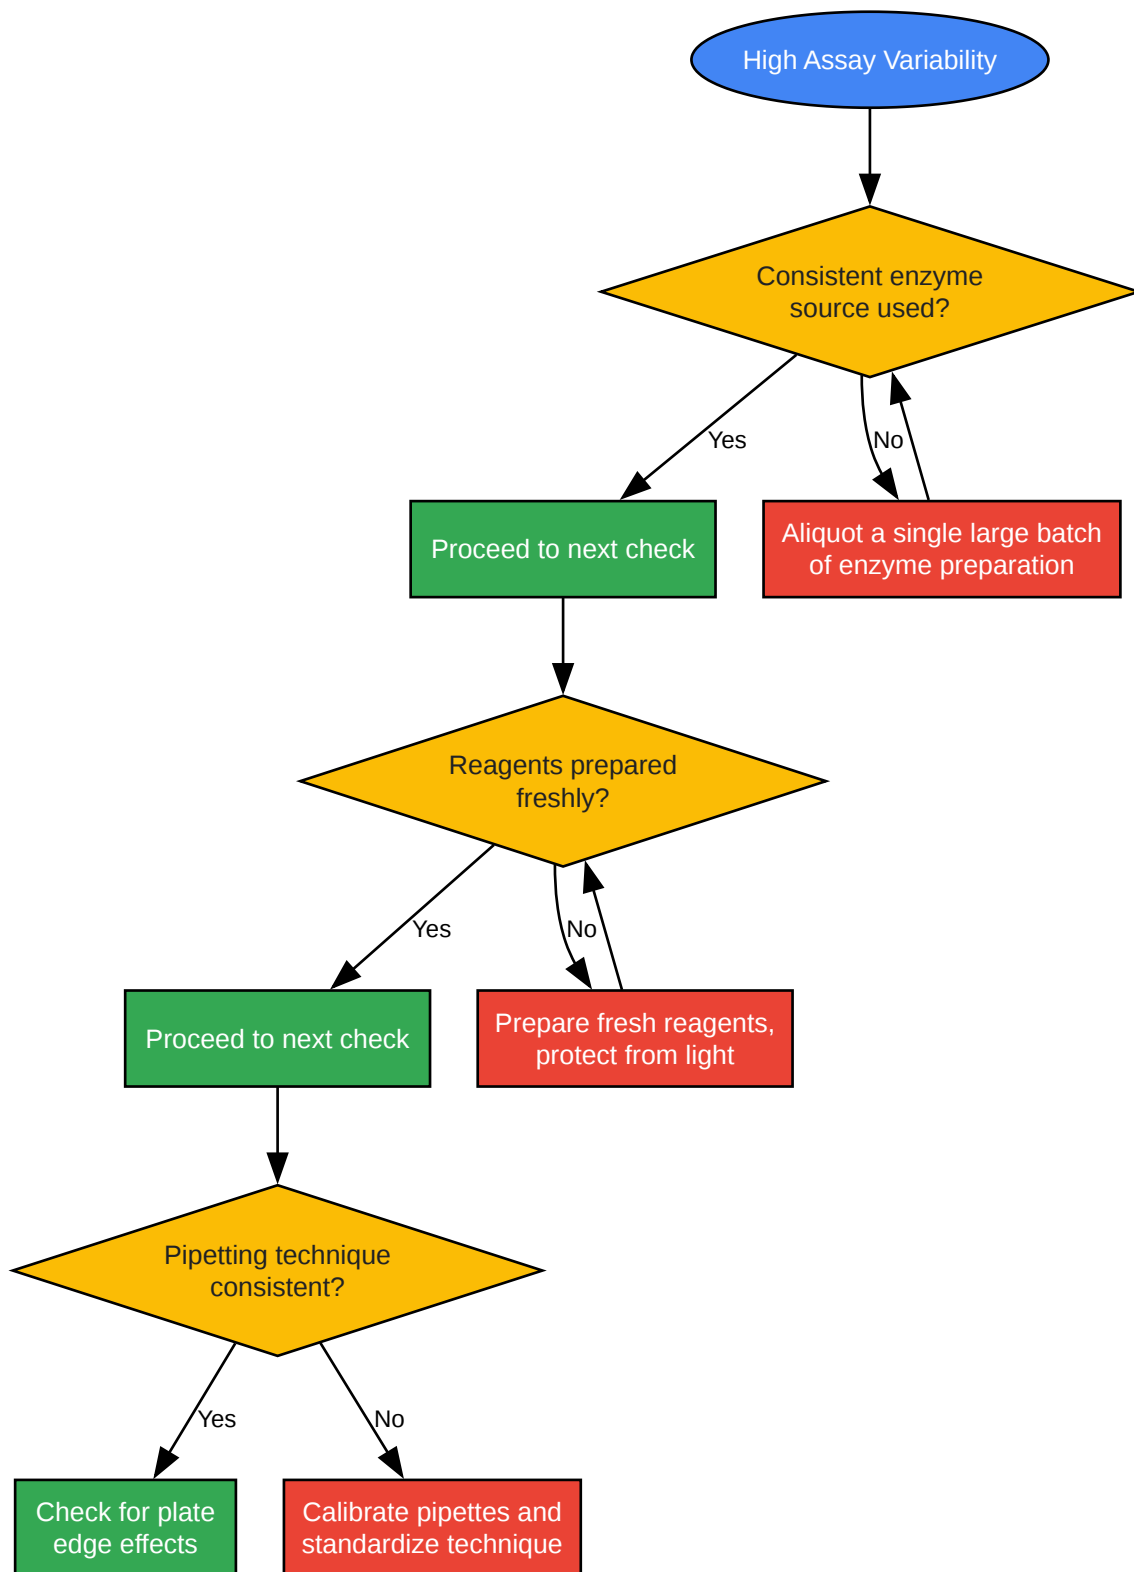 High Assay Variability
Consistent enzyme
source used?
Yes
No
Proceed to next check
Aliquot a single large batch
of enzyme preparation
Reagents prepared
freshly?
Yes
No
Proceed to next check
Prepare fresh reagents,
protect from light
Pipetting technique
consistent?
Yes
No
Check for plate
edge effects
Calibrate pipettes and
standardize technique